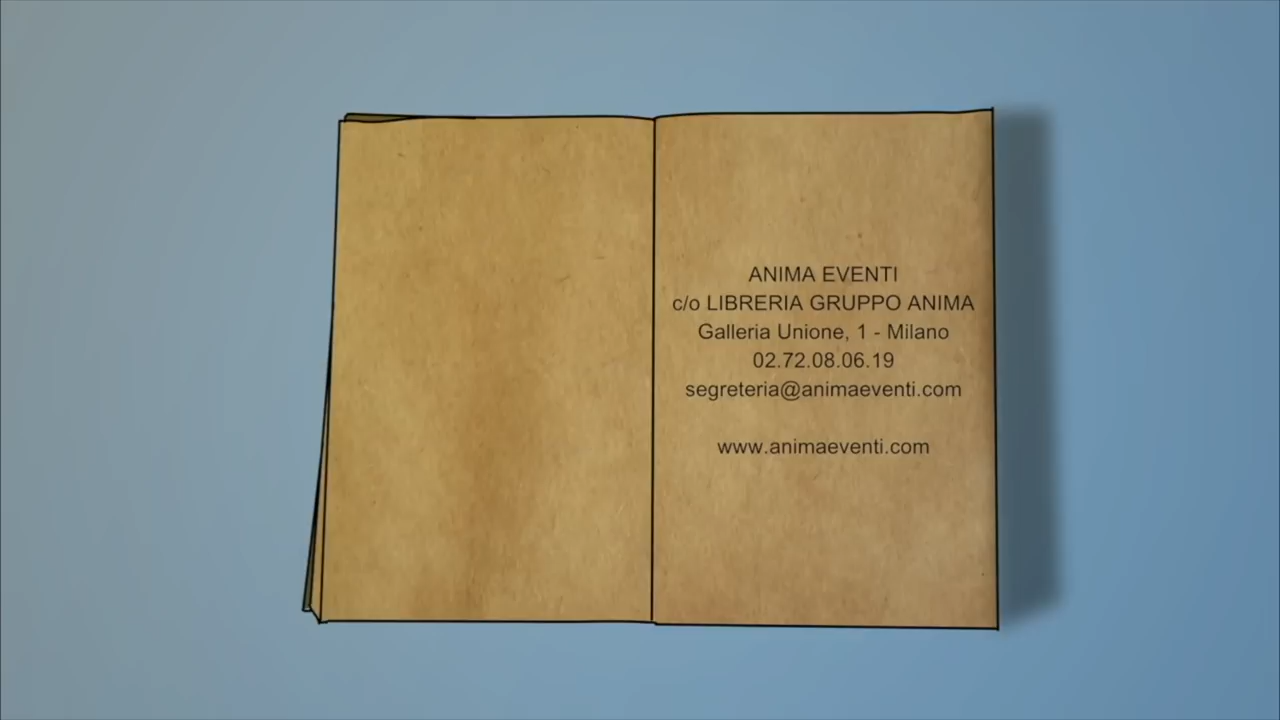 ANIMA EVENTI
c/o LIBRERIA GRUPPO ANIMA
Galleria Unione, 1 - Milano
02.72.08.06.19
segreteria@animaeventi.com
www.animaeventi.com